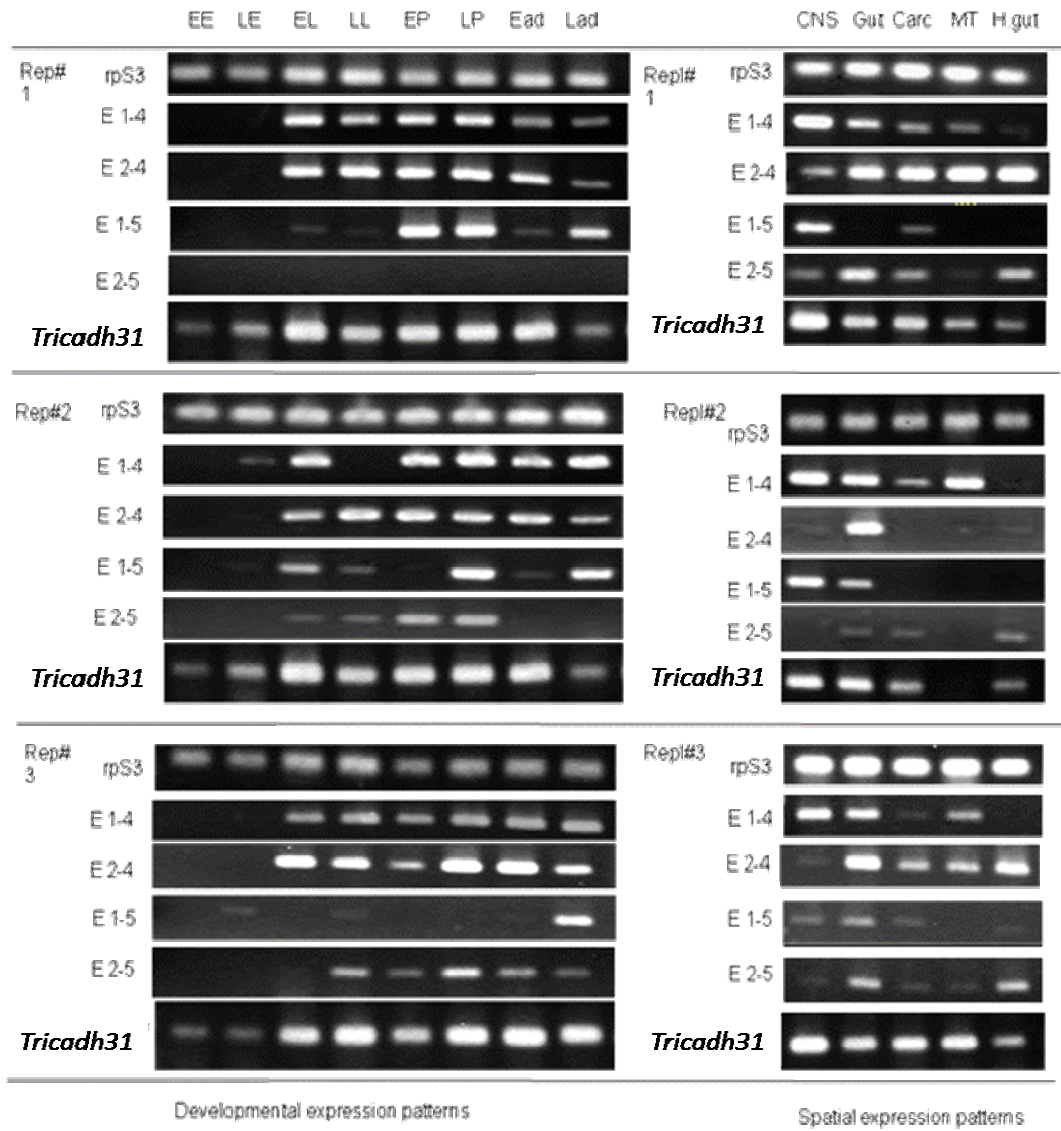 EE LE EL LL EP LP Ead Lad CNS Gut Carc MT H.gut
Rep# 1 rpS3
E 1-4
E 2-4
E 1-5
E 2-5
Tricadh31
Repl# 1 rpS3
E 1-4
E 2-4
E 1-5
E 2-5
Tricadh31
Rep#2 rpS3
E 1-4
E 2-4
E 1-5
E 2-5
Tricadh31
Repl#2 rpS3
E 1-4
E 2-4
E 1-5
E 2-5
Tricadh31
Rep# 3 rpS3
E 1-4
E 2-4
E 1-5
E 2-5
Tricadh31
Repl#3 rpS3
E 1-4
E 2-4
E 1-5
E 2-5
Tricadh31
Developmental expression patterns
Spatial expression patterns